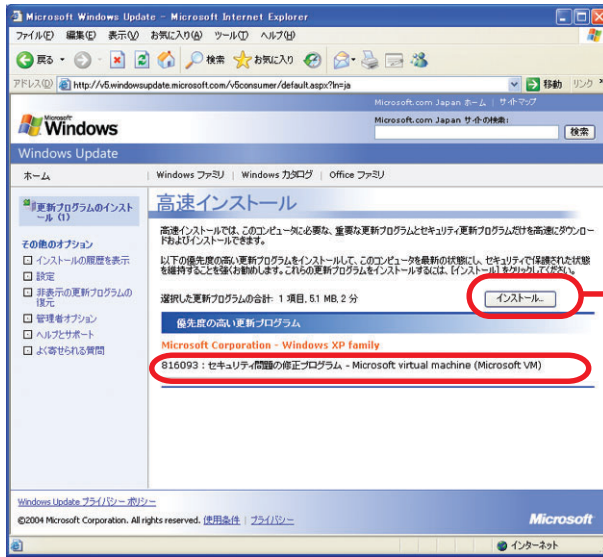 Microsoft Windows Update - Microsoft Internet Explorer
ファイル(F) 編集(E) 表示(V) お気に入り(A) ツール(T) ヘルプ(H)
戻る 検索 お気に入り
アドレス(D) http://v5.windowsupdate.microsoft.com/v5consumer/default.aspx?ln=ja 移動 リンク
Microsoft.com Japan ホーム | サイトマップ
Microsoft Windows
Microsoft.com Japan サイトの検索:
検索
Windows Update
ホーム | Windows ファミリ | Windows カタログ | Office ファミリ
更新プログラムのインスト
ール (1)
その他のオプション
インストールの履歴を表示
設定
非表示の更新プログラムの
復元
管理者オプション
ヘルプとサポート
よく寄せられる質問
高速インストール
高速インストールでは、このコンピュータに必要な、重要な更新プログラムとセキュリティ更新プログラムだけを高速にダウンロー
ドおよびインストールできます。
以下の優先度の高い更新プログラムをインストールして、このコンピュータを最新の状態にし、セキュリティで保護された状態
を維持することを強くお勧めします。これらの更新プログラムをインストールするには、[インストール] をクリックしてください。
選択した更新プログラムの合計: 1 項目, 5.1 MB, 2 分
インストール...
優先度の高い更新プログラム
Microsoft Corporation - Windows XP family
816093 : セキュリティ問題の修正プログラム - Microsoft virtual machine (Microsoft VM)
Windows Update プライバシー ポリシー
©2004 Microsoft Corporation. All rights reserved. 使用条件 | プライバシー
Microsoft
インターネット